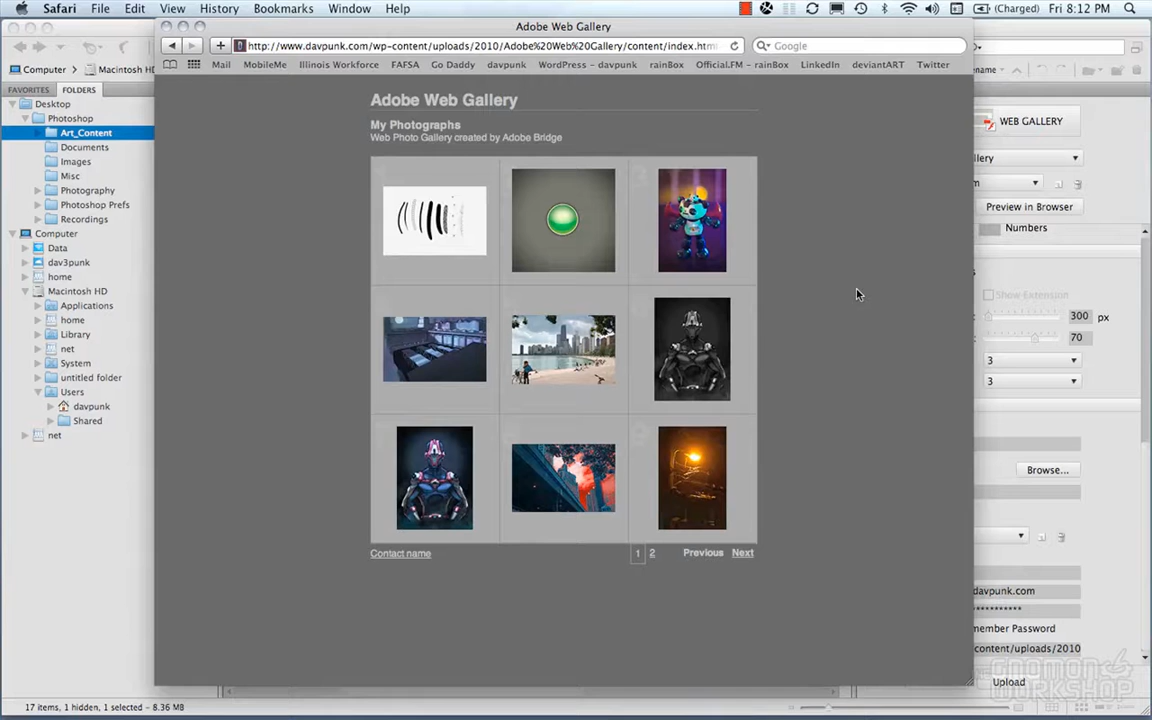 Safari File Edit View History Bookmarks Window Help (Charged) Fri 8:12 PM
Adobe Web Gallery
http://www.davpunk.com/wp-content/uploads/2010/Adobe%20Web%20Gallery/content/index.htm
Google
Mail MobileMe Illinois Workforce FAFSA Go Daddy davpunk WordPress – davpunk rainBox Official.FM – rainBox LinkedIn deviantART Twitter
Computer Macintosh HD
FAVORITES FOLDERS
Desktop
Photoshop
Art_Content
Documents
Images
Misc
Photography
Photoshop Prefs
Recordings
Computer
Data
dav3punk
home
Macintosh HD
Applications
home
Library
net
System
untitled folder
Users
davpunk
Shared
net
Adobe Web Gallery
My Photographs
Web Photo Gallery created by Adobe Bridge
Contact name
1 2 Previous Next
ename
WEB GALLERY
llery
m
Preview in Browser
Numbers
s
Show Extension
300 px
70
3
3
Browse...
davpunk.com
***********
member Password
content/uploads/2010
Upload
17 items, 1 hidden, 1 selected – 8.36 MB
GNOMON WORKSHOP